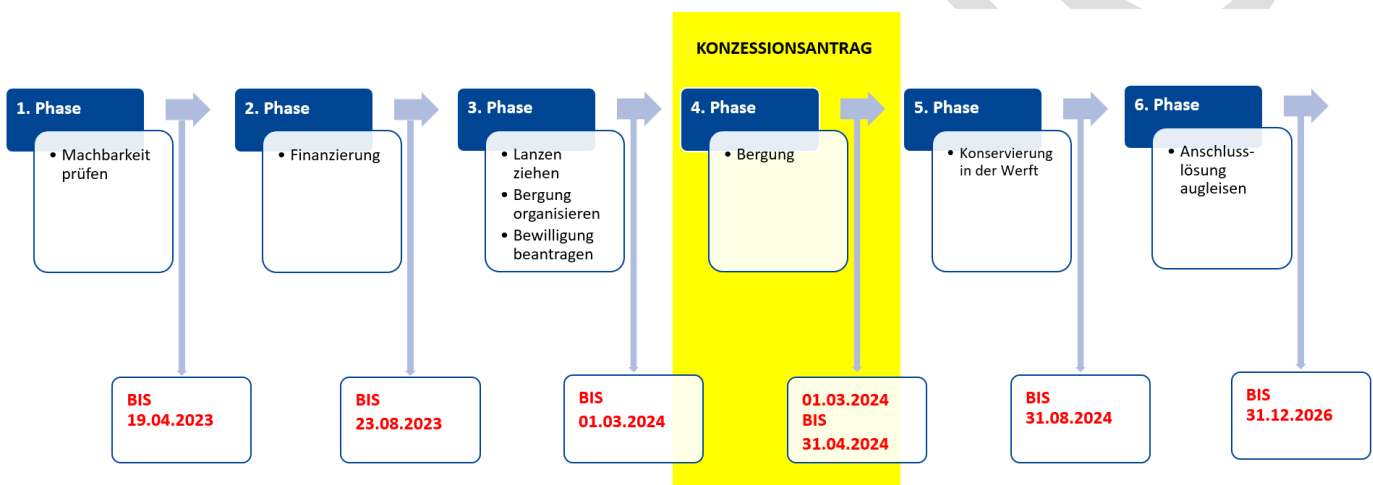 KONZESSIONSANTRAG
1. Phase
• Machbarkeit
prüfen
BIS
19.04.2023
2. Phase
• Finanzierung
BIS
23.08.2023
3. Phase
• Lanzen
ziehen
• Bergung
organisieren
• Bewilligung
beantragen
BIS
01.03.2024
4. Phase
• Bergung
01.03.2024
BIS
31.04.2024
5. Phase
• Konservierung
in der Werft
BIS
31.08.2024
6. Phase
• Anschluss-
lösung
augleisen
BIS
31.12.2026